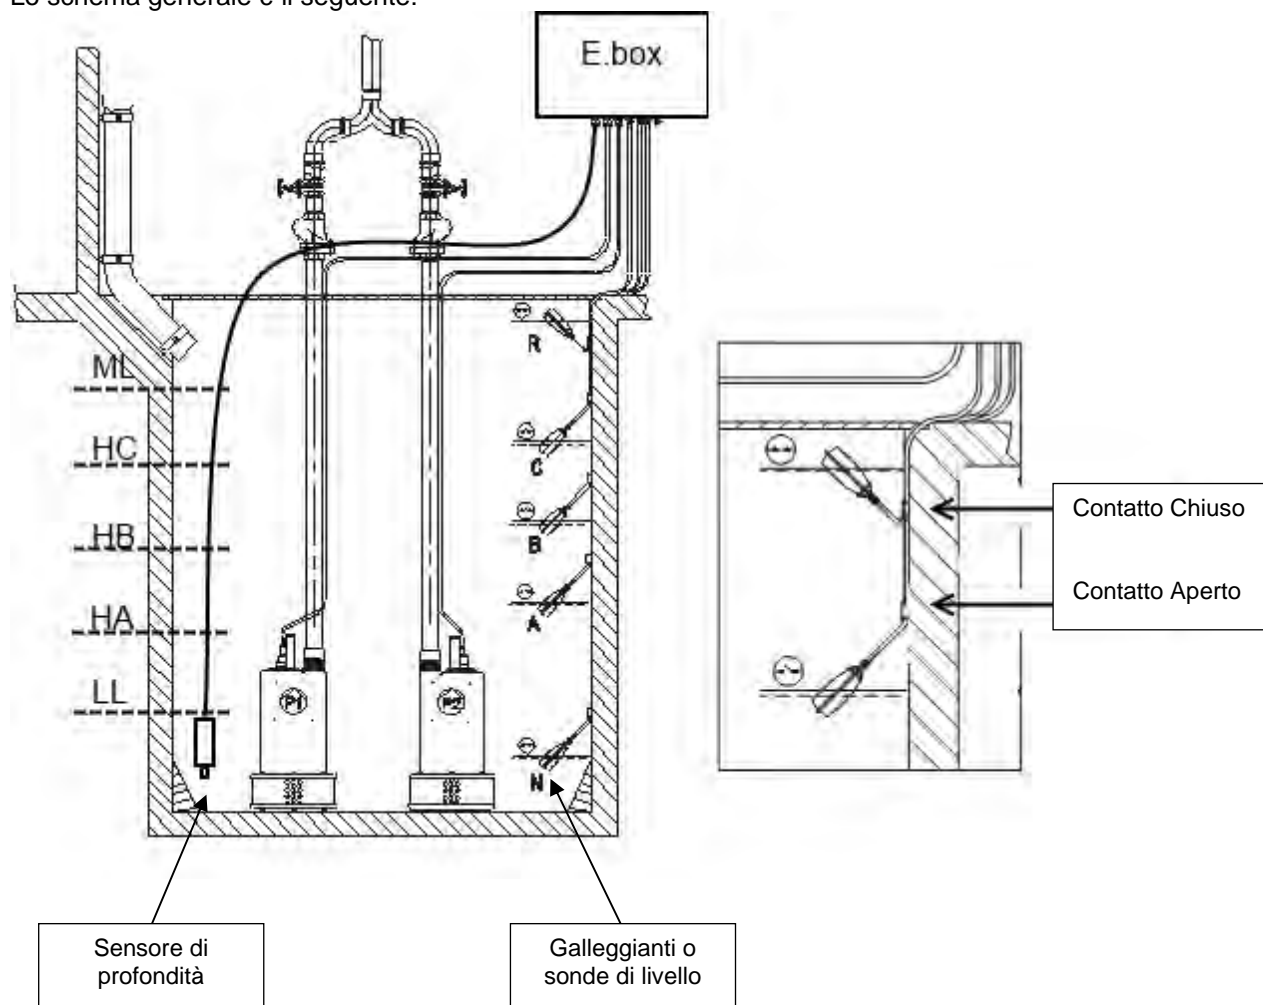 Lo schema generale è il seguente:
E.box
ML
HC
HB
HA
LL
R
C
B
A
N
P1
P2
Contatto Chiuso
Contatto Aperto
Sensore di
profondità
Galleggianti o
sonde di livello